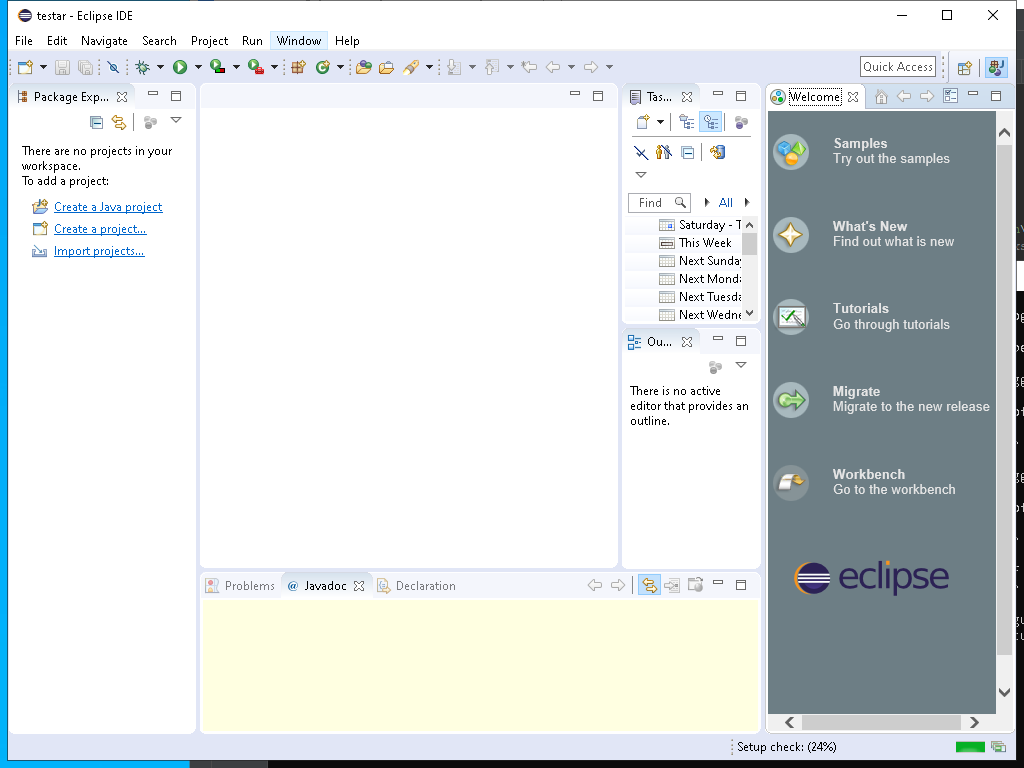 testar - Eclipse IDE
File Edit Navigate Search Project Run Window Help
Quick Access
Package Exp...
There are no projects in your
workspace.
To add a project:
Create a Java project
Create a project...
Import projects...
Tas...
Find
All
Saturday - T
This Week
Next Sunday
Next Monda
Next Tuesda
Next Wedne
Ou...
There is no active
editor that provides an
outline.
Welcome
Samples
Try out the samples
What's New
Find out what is new
Tutorials
Go through tutorials
Migrate
Migrate to the new release
Workbench
Go to the workbench
eclipse
Problems @ Javadoc Declaration
Setup check: (24%)